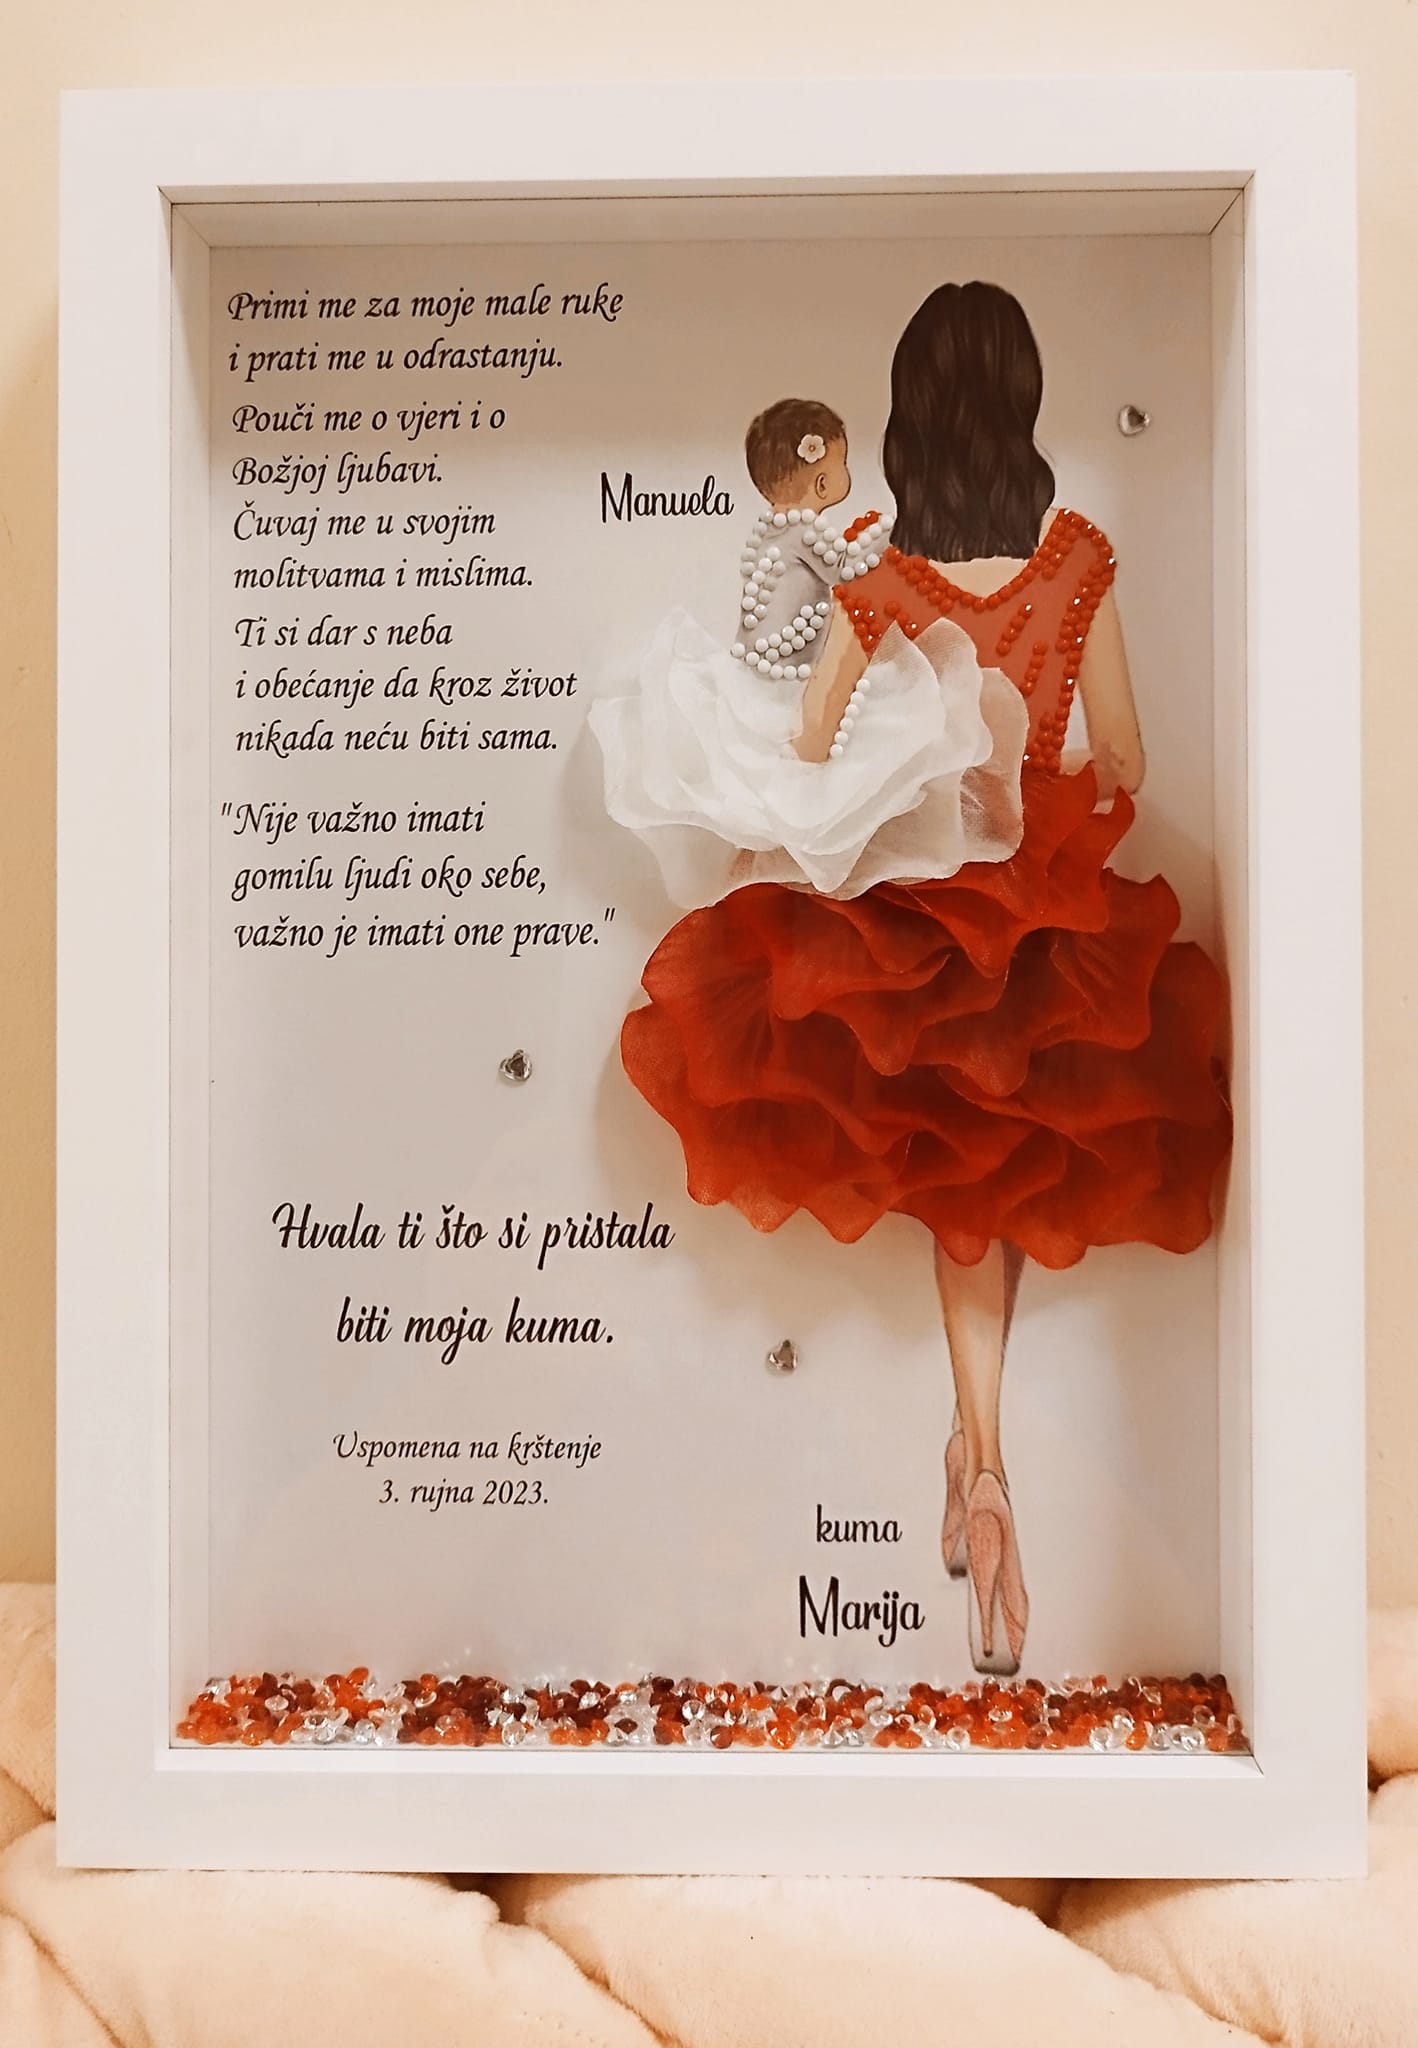 Primi me za moje male ruke
i prati me u odrastanju.
Pouči me o vjeri i o
Božjoj ljubavi.
Čuvaj me u svojim
molitvama i mislima.
Ti si dar s neba
i obećanje da kroz život
nikada neću biti sama.
"Nije važno imati
gomilu ljudi oko sebe,
važno je imati one prave."
Manuela
Hvala ti što si pristala
biti moja kuma.
Uspomena na krštenje
3. rujna 2023.
kuma
Marija